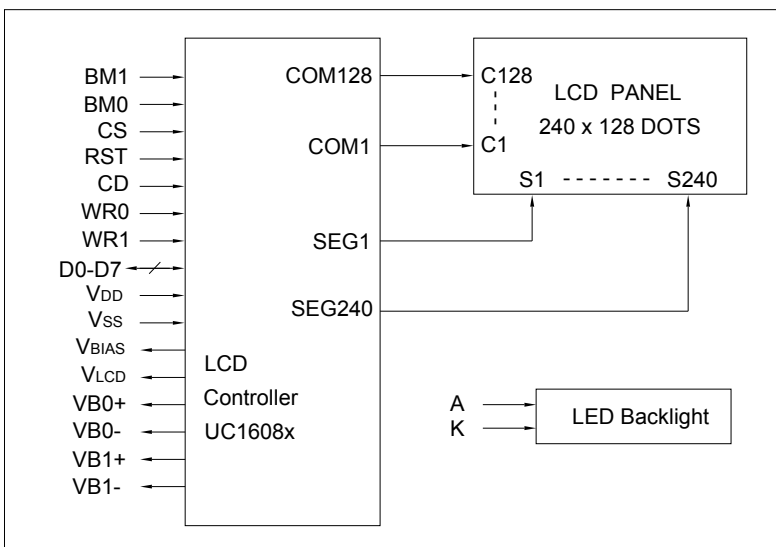 BM1
BM0
CS
RST
CD
WR0
WR1
D0-D7
VDD
VSS
VBIAS
VLCD
VB0+
VB0-
VB1+
VB1-
COM128
COM1
SEG1
SEG240
LCD
Controller
UC1608x
C128
C1
LCD PANEL
240 x 128 DOTS
S1 ------- S240
A
K
LED Backlight